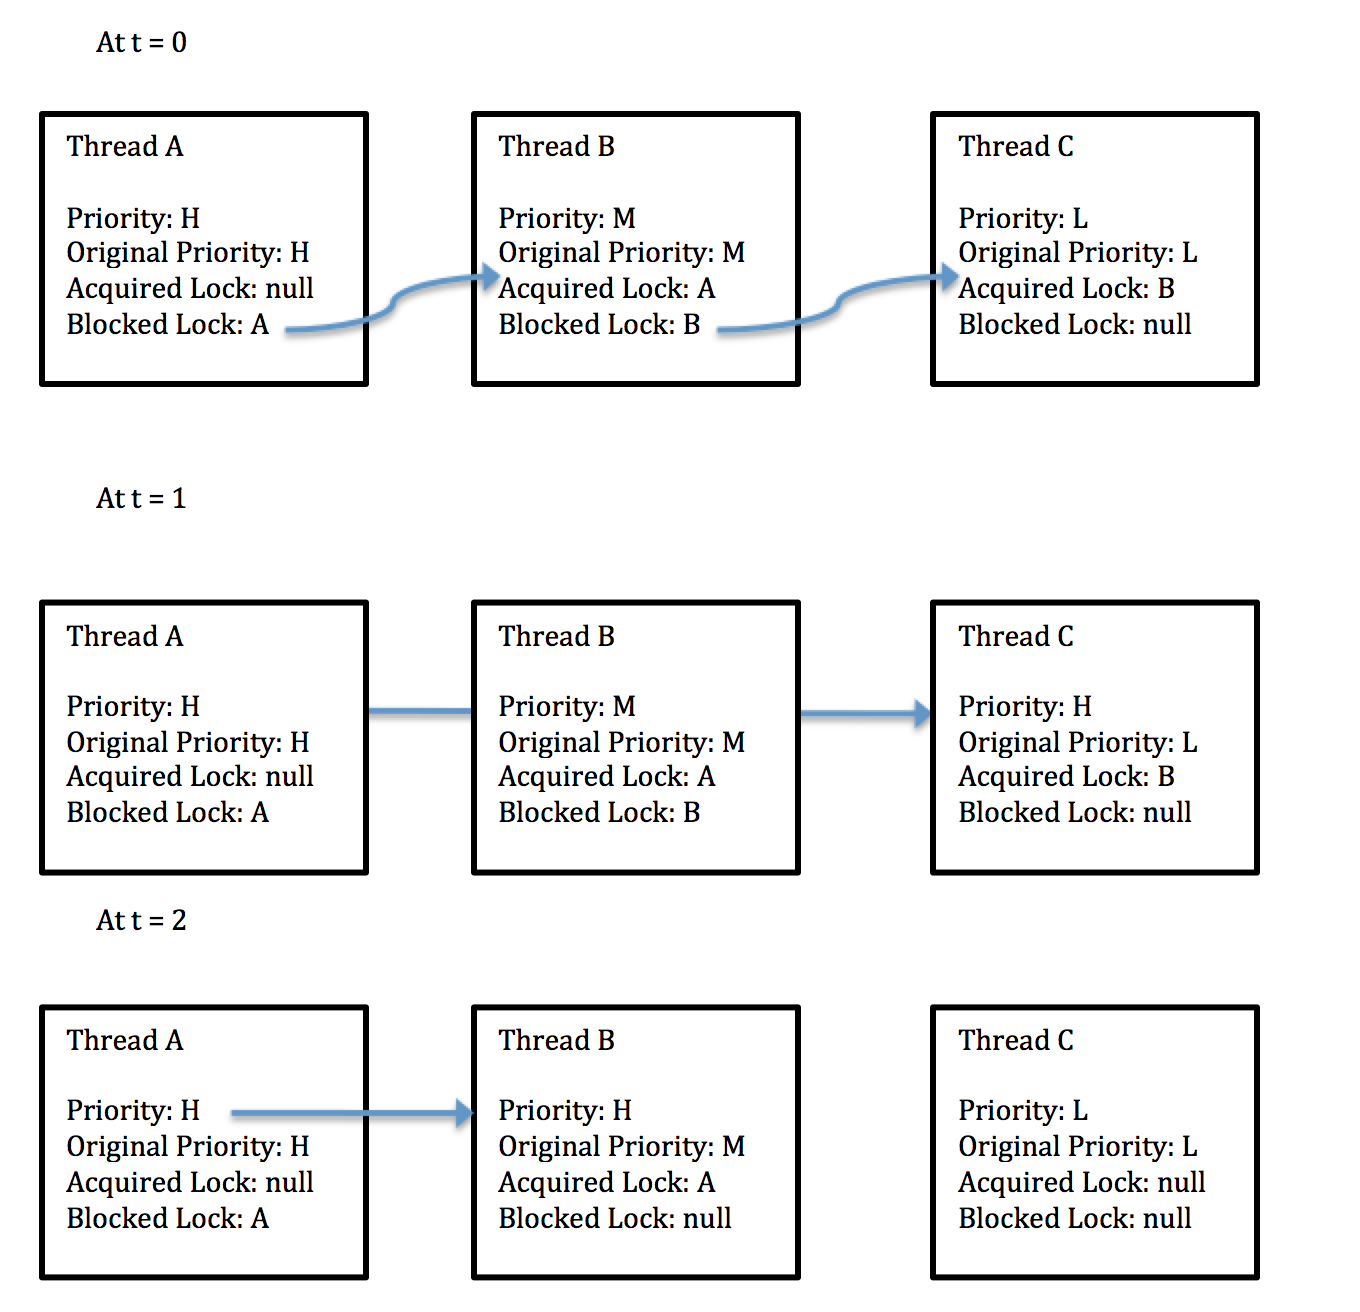 At t = 0
Thread A
Priority: H
Original Priority: H
Acquired Lock: null
Blocked Lock: A
Thread B
Priority: M
Original Priority: M
Acquired Lock: A
Blocked Lock: B
Thread C
Priority: L
Original Priority: L
Acquired Lock: B
Blocked Lock: null
At t = 1
Thread A
Priority: H
Original Priority: H
Acquired Lock: null
Blocked Lock: A
Thread B
Priority: M
Original Priority: M
Acquired Lock: A
Blocked Lock: B
Thread C
Priority: H
Original Priority: L
Acquired Lock: B
Blocked Lock: null
At t = 2
Thread A
Priority: H
Original Priority: H
Acquired Lock: null
Blocked Lock: A
Thread B
Priority: H
Original Priority: M
Acquired Lock: A
Blocked Lock: null
Thread C
Priority: L
Original Priority: L
Acquired Lock: null
Blocked Lock: null